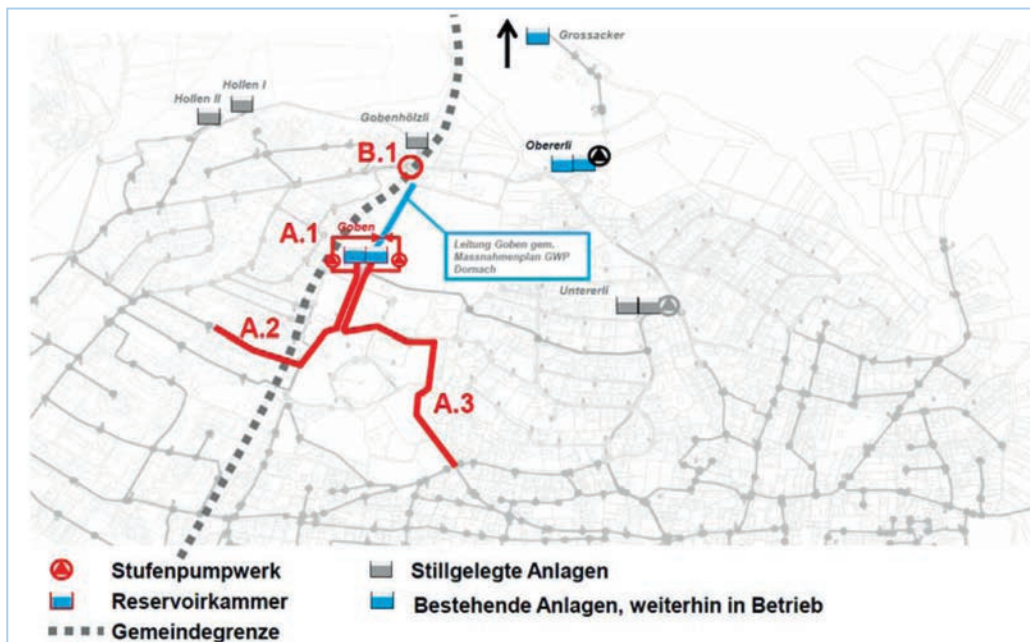 Grossacker
Hollen I
Hollen II
Gobenhölzli
Obererli
B.1
A.1
Goben
Leitung Goben gem.
Massnahmenplan GWP
Dornach
Untererli
A.2
A.3
Stufenpumpwerk
Stillgelegte Anlagen
Reservoirkammer
Bestehende Anlagen, weiterhin in Betrieb
Gemeindegrenze